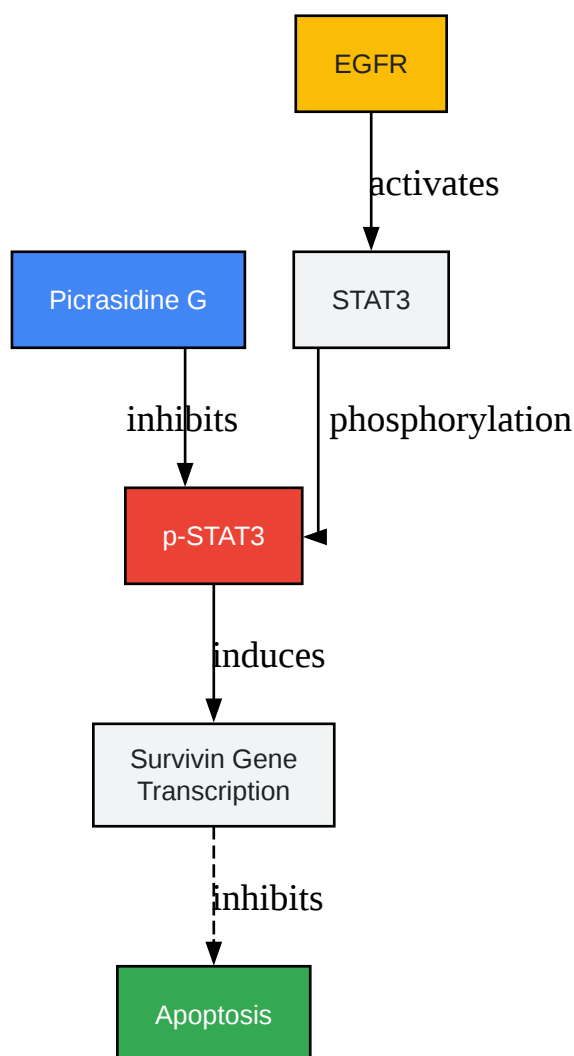 EGFR
activates
Picrasidine G
STAT3
inhibits
phosphorylation
p-STAT3
induces
Survivin Gene
Transcription
inhibits
Apoptosis